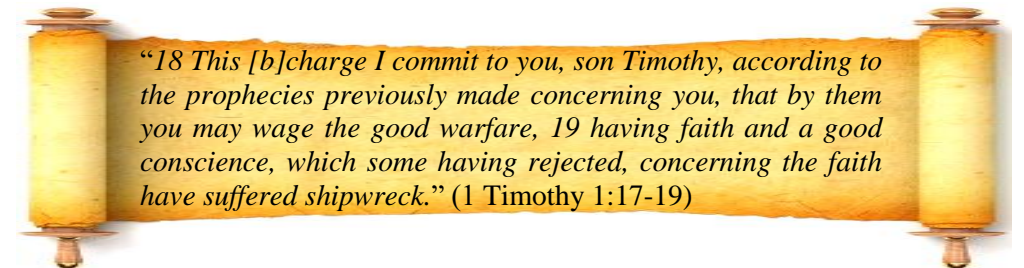 “18 This [b]charge I commit to you, son Timothy, according to
the prophecies previously made concerning you, that by them
you may wage the good warfare, 19 having faith and a good
conscience, which some having rejected, concerning the faith
have suffered shipwreck.” (1 Timothy 1:17-19)